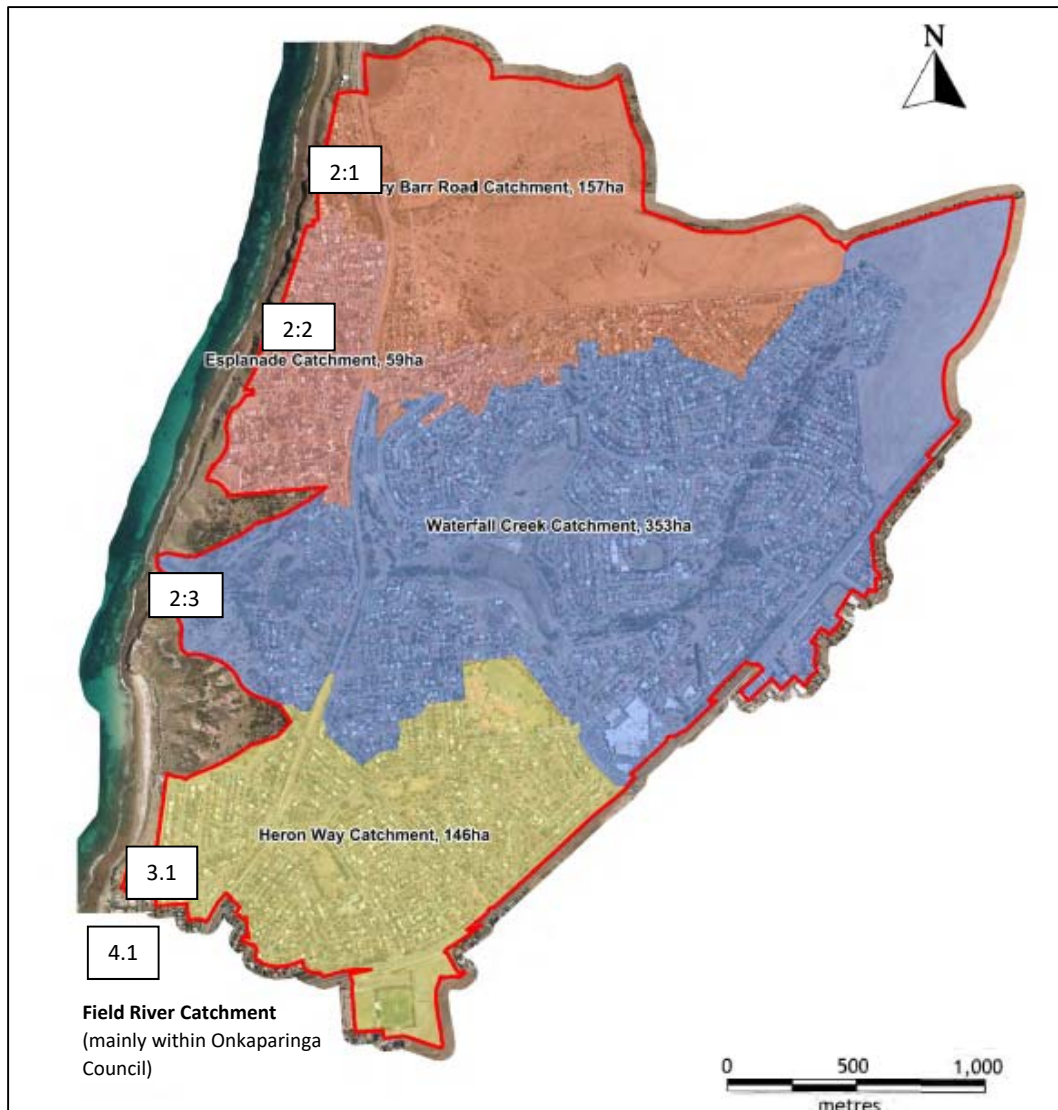 N
2:1
ry Barr Road Catchment, 157ha
2:2
Esplanade Catchment, 59ha
Waterfall Creek Catchment, 353ha
2:3
Heron Way Catchment, 146ha
3.1
4.1
Field River Catchment
(mainly within Onkaparinga
Council)
0 500 1,000
metres